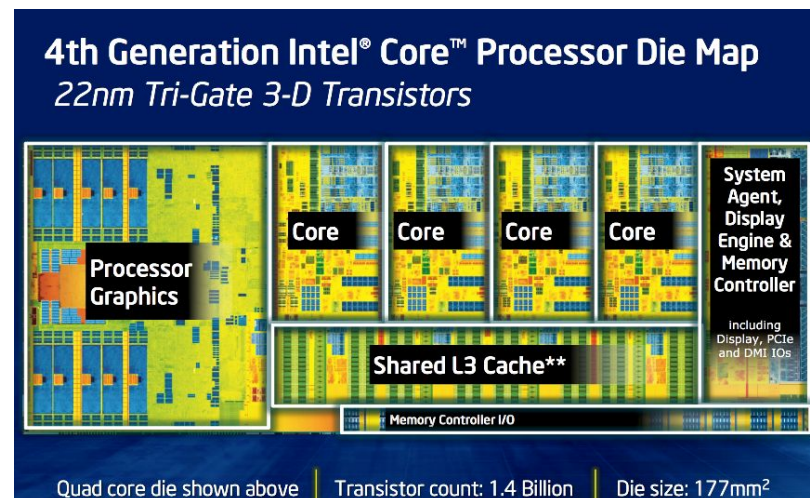 4th Generation Intel® Core™ Processor Die Map
22nm Tri-Gate 3-D Transistors
Processor
Graphics
Core
Core
Core
Core
System
Agent,
Display
Engine &
Memory
Controller
including
Display, PCIe
and DMI IOs
Shared L3 Cache**
Memory Controller I/O
Quad core die shown above
Transistor count: 1.4 Billion
Die size: 177mm²